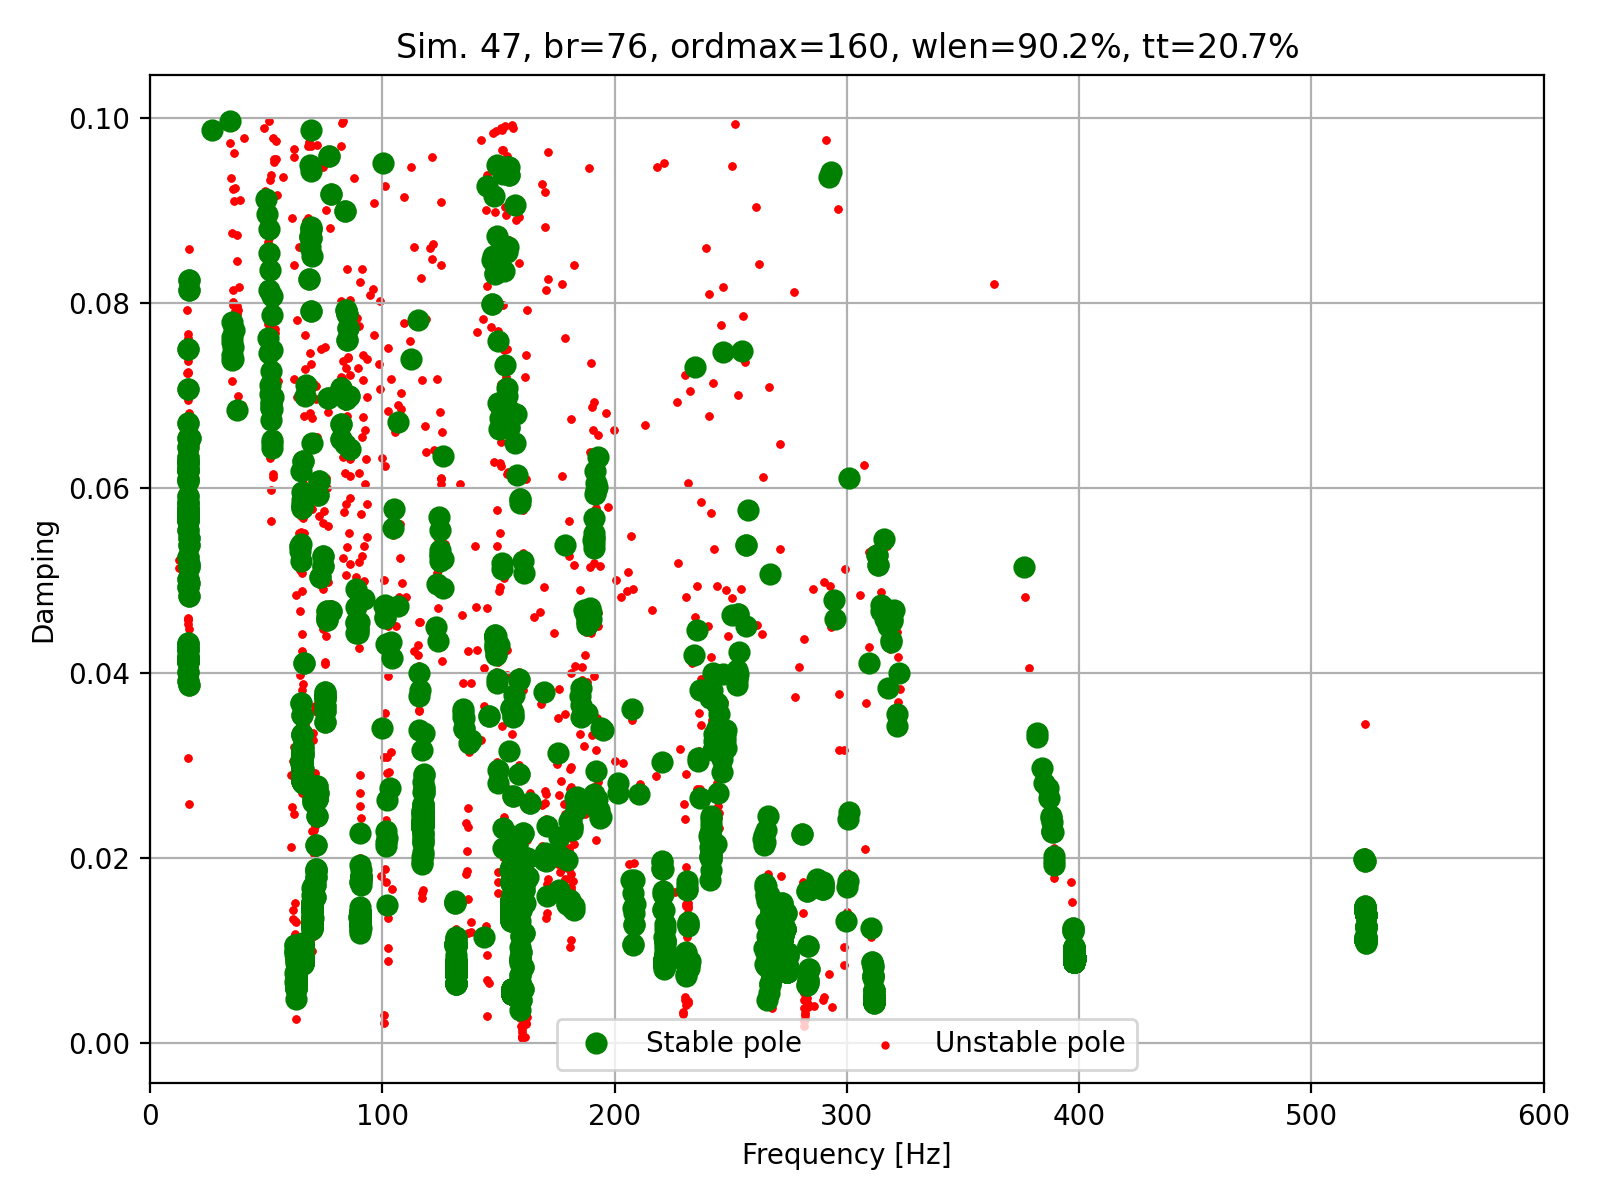 Sim. 47, br=76, ordmax=160, wlen=90.2%, tt=20.7%
0.10
0.08
0.06
0.04
0.02
0.00
Damping
Stable pole
Unstable pole
0
100
200
300
400
500
600
Frequency [Hz]